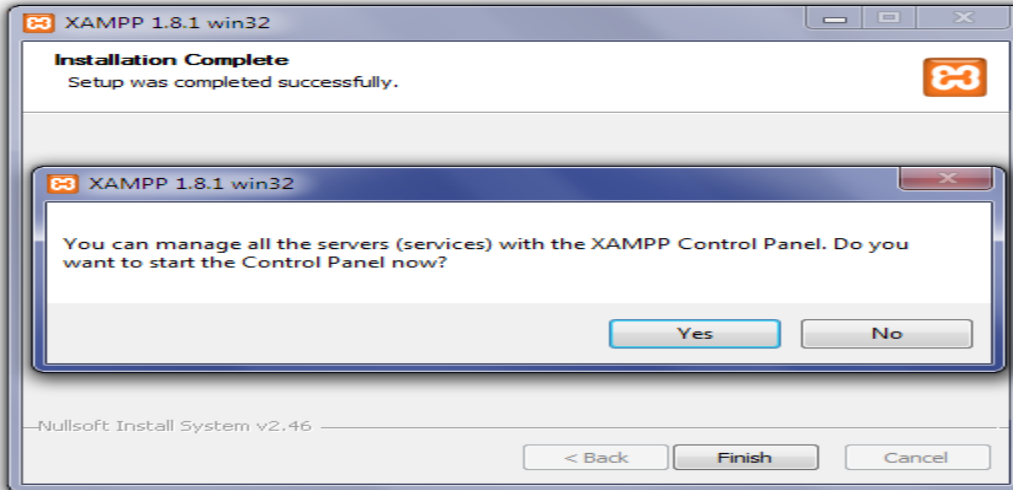 XAMPP 1.8.1 win32
Installation Complete
Setup was completed successfully.
XAMPP 1.8.1 win32
You can manage all the servers (services) with the XAMPP Control Panel. Do you
want to start the Control Panel now?
Yes No
Nullsoft Install System v2.46
< Back Finish Cancel